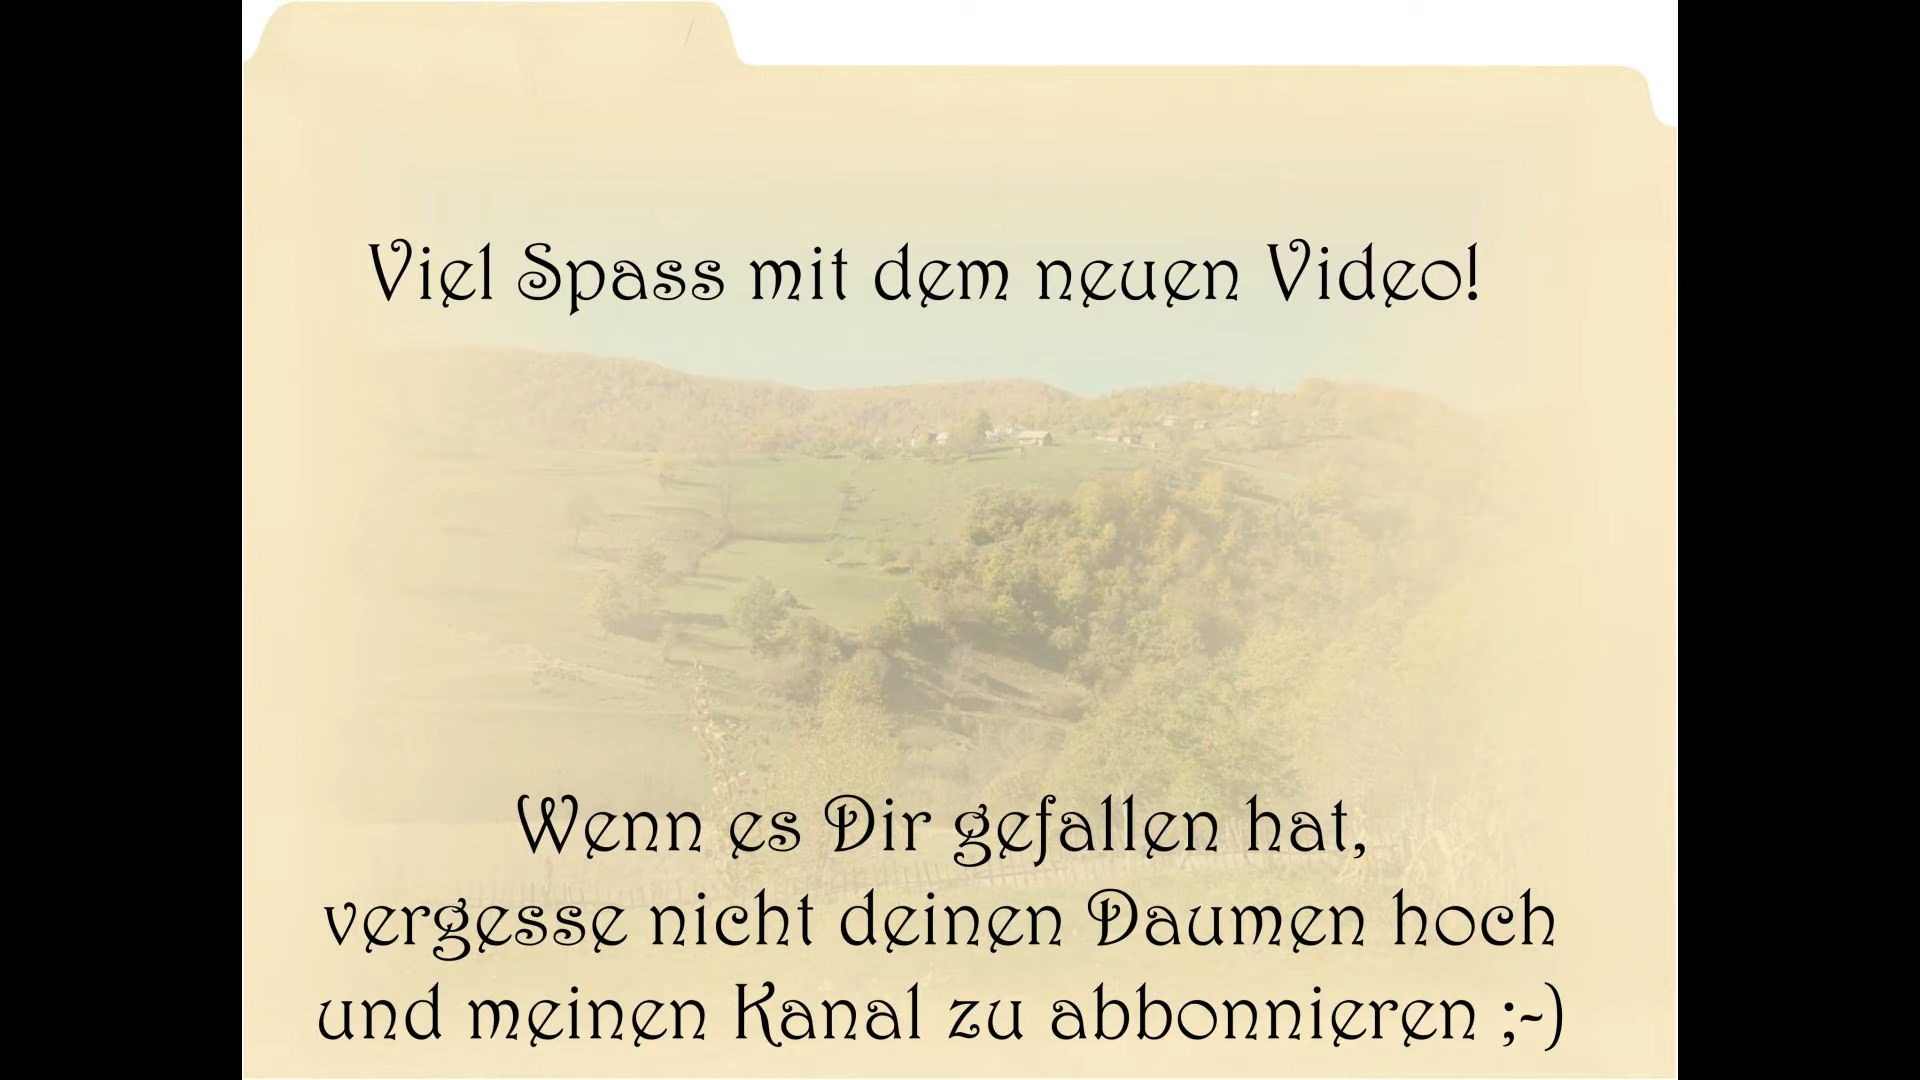 Viel Spass mit dem neuen Video!
Wenn es Dir gefallen hat,
vergesse nicht deinen Daumen hoch
und meinen Kanal zu abbonnieren ;-)